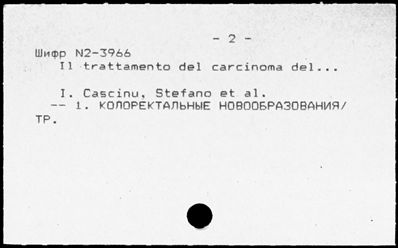 - 2 -
Шифр N2-3966
Il trattamento del carcinoma del...
I. Cascinu, Stefano et al.
-- 1. КОЛОРЕКТАЛЬНЫЕ НОВООБРАЗОВАНИЯ/
ТР.